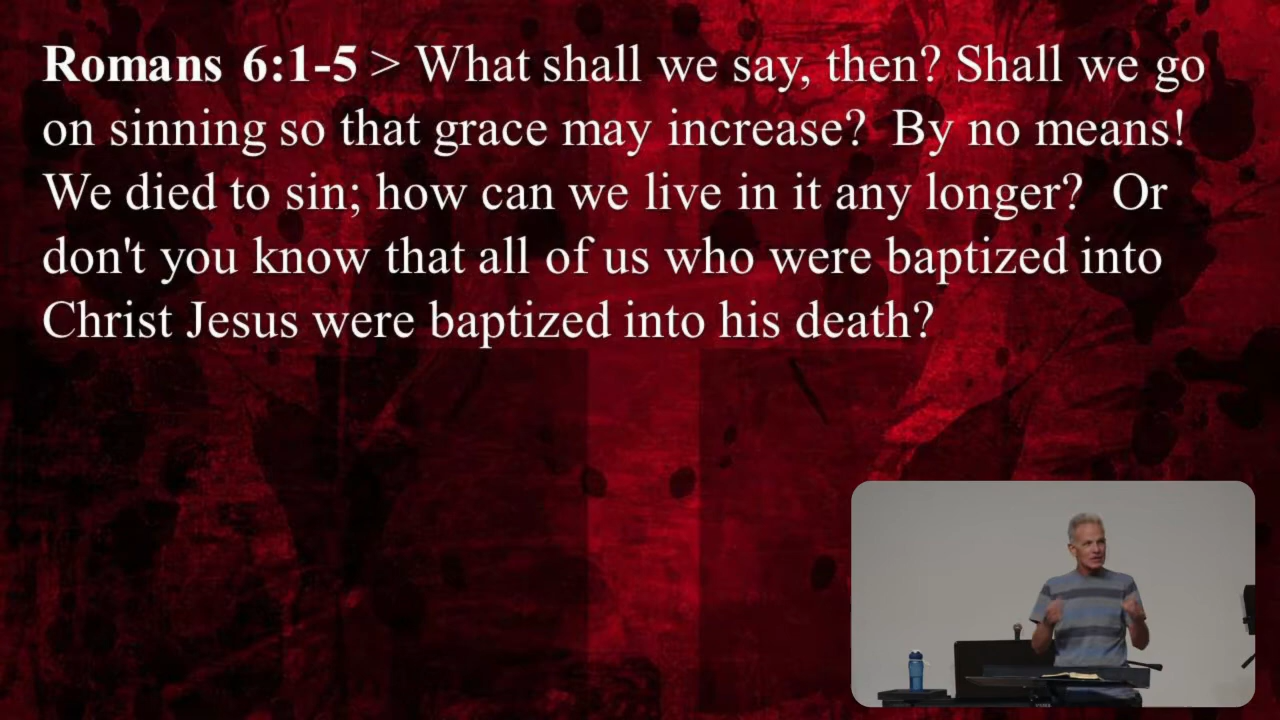 Romans 6:1-5 > What shall we say, then? Shall we go
on sinning so that grace may increase?  By no means!
We died to sin; how can we live in it any longer?  Or
don't you know that all of us who were baptized into
Christ Jesus were baptized into his death?